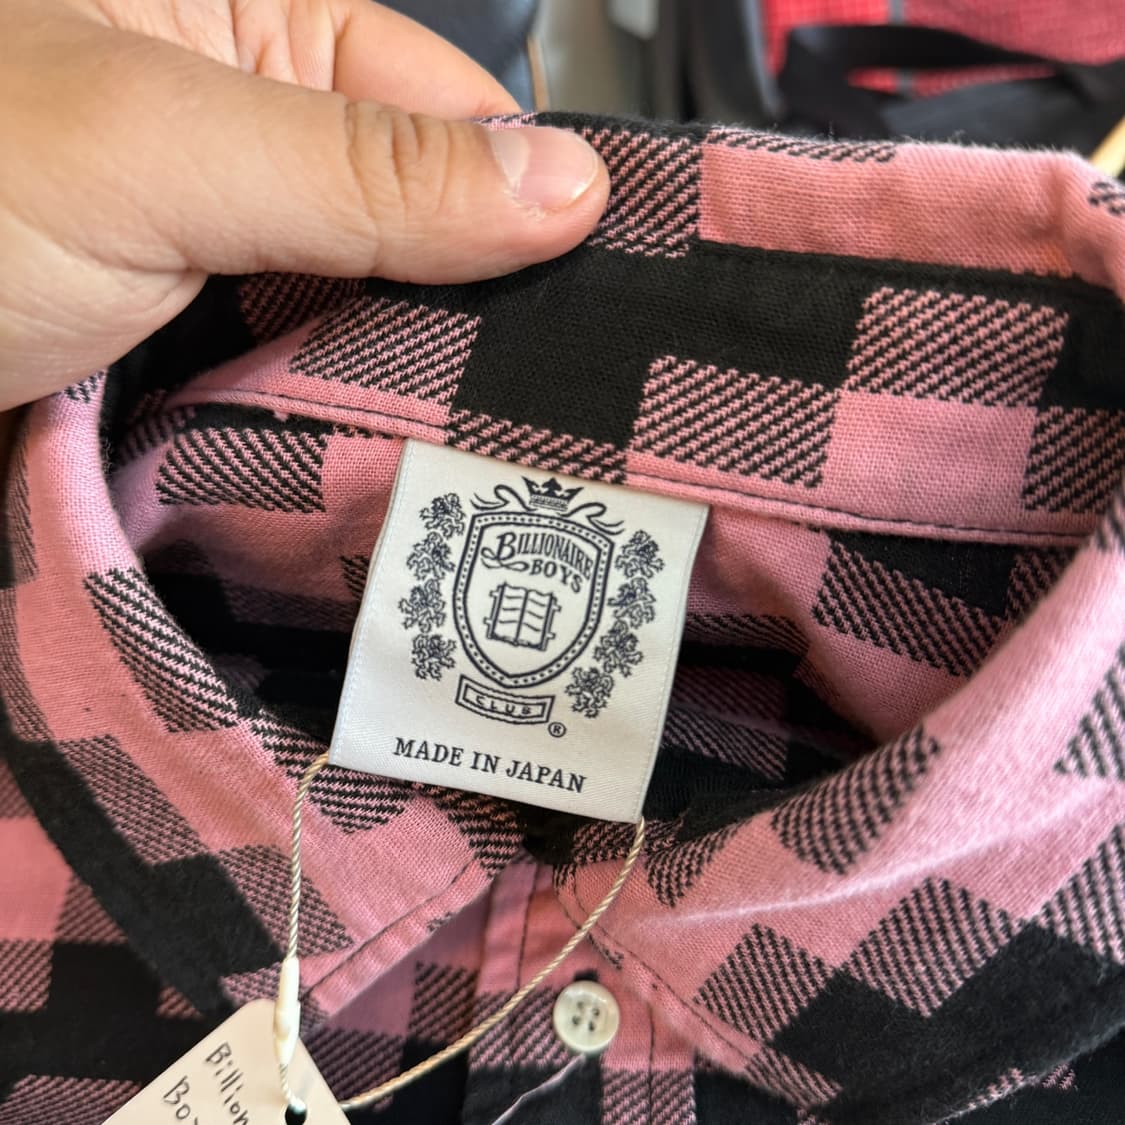 BILLIONAIRE
BOYS
CLUB
®
MADE IN JAPAN